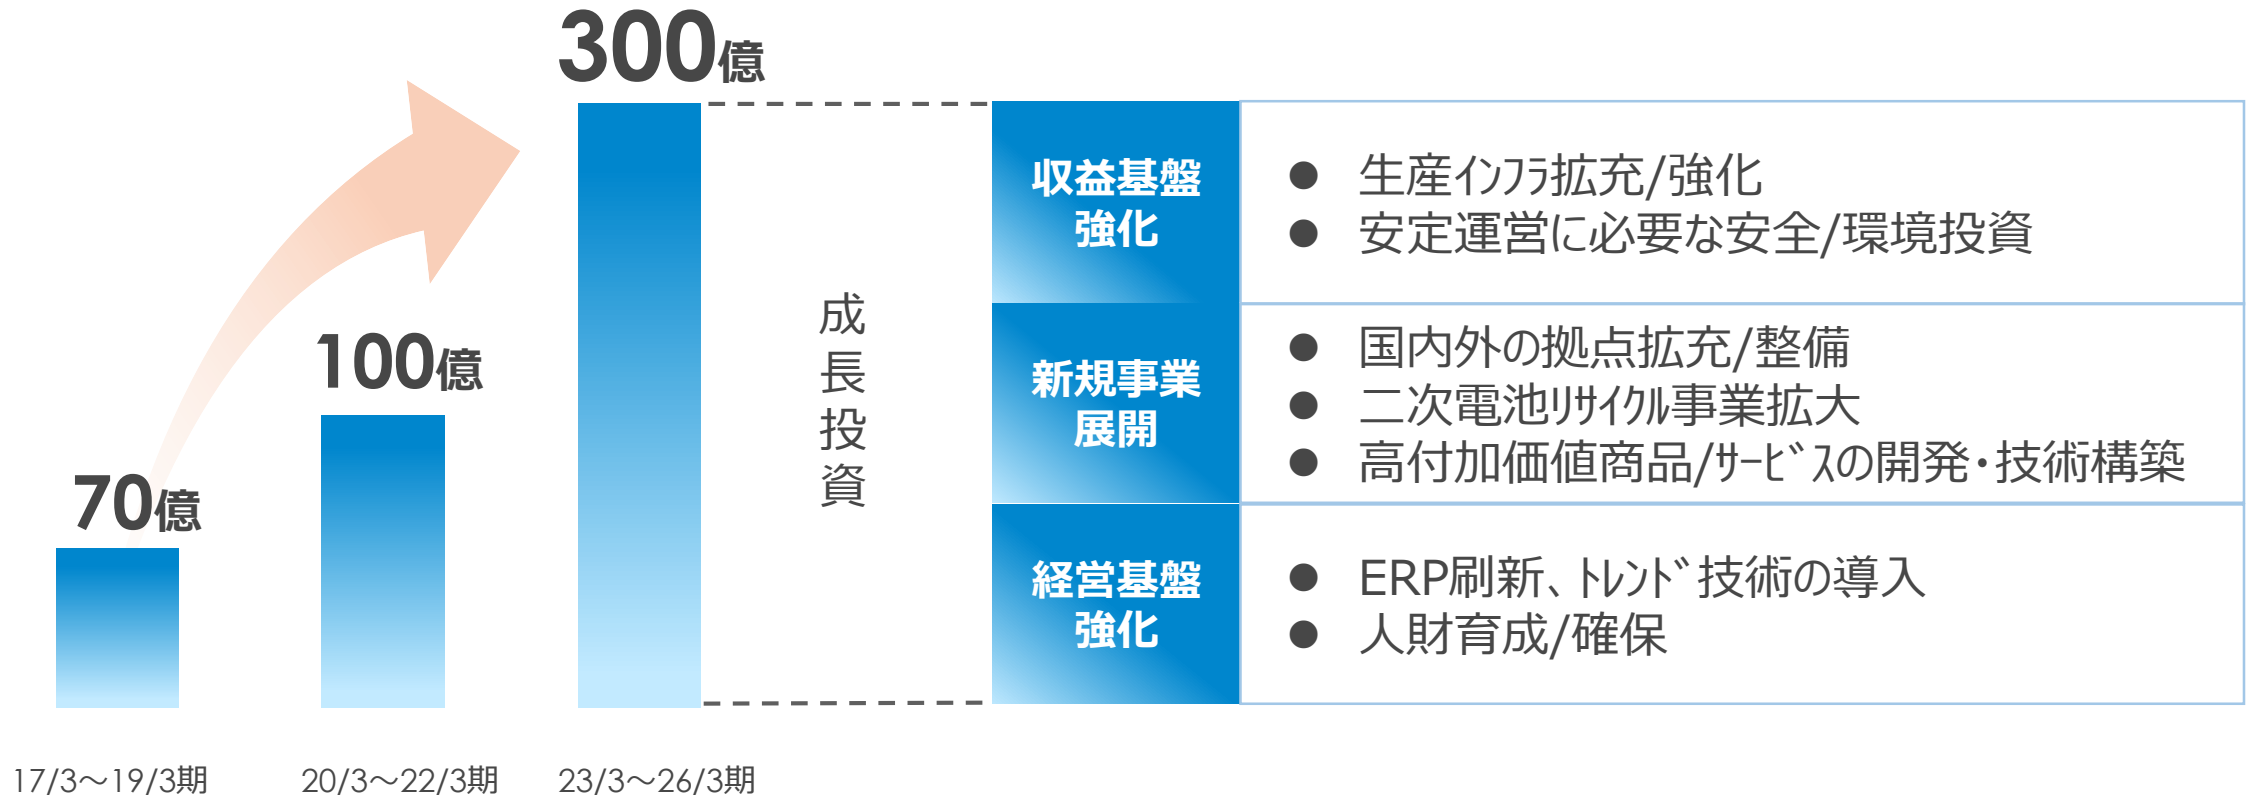 300億
100億
70億
成長投資
収益基盤
強化
● 生産ｲﾝﾌﾗ拡充/強化
● 安定運営に必要な安全/環境投資
新規事業
展開
● 国内外の拠点拡充/整備
● 二次電池ﾘｻｲｸﾙ事業拡大
● 高付加価値商品/ｻｰﾋﾞｽの開発・技術構築
経営基盤
強化
● ERP刷新、ﾄﾚﾝﾄﾞ技術の導入
● 人財育成/確保
17/3～19/3期
20/3～22/3期
23/3～26/3期